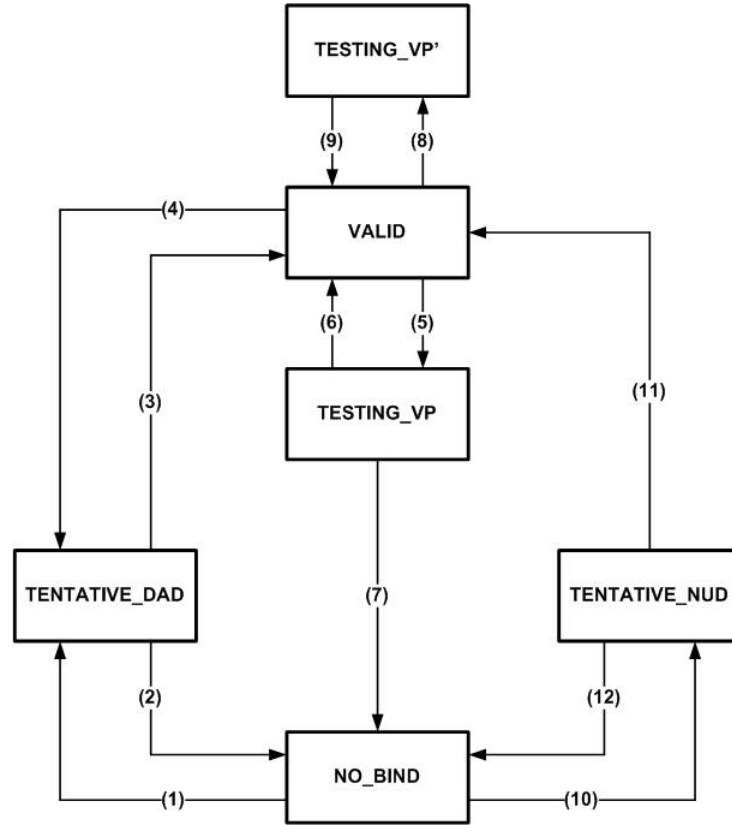 TESTING_VP’
(9)
(8)
(4)
VALID
(6)
(5)
(3)
(11)
TESTING_VP
TENTATIVE_DAD
(7)
TENTATIVE_NUD
(2)
(12)
NO_BIND
(1)
(10)